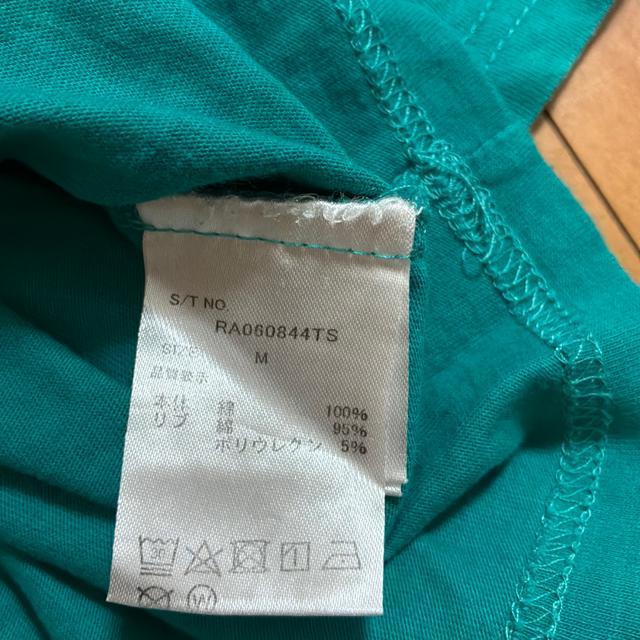 S/T NO
RA060844TS
SIZE M
品質表示
本体 綿 100%
リブ 綿 95%
ポリウレタン 5%
W